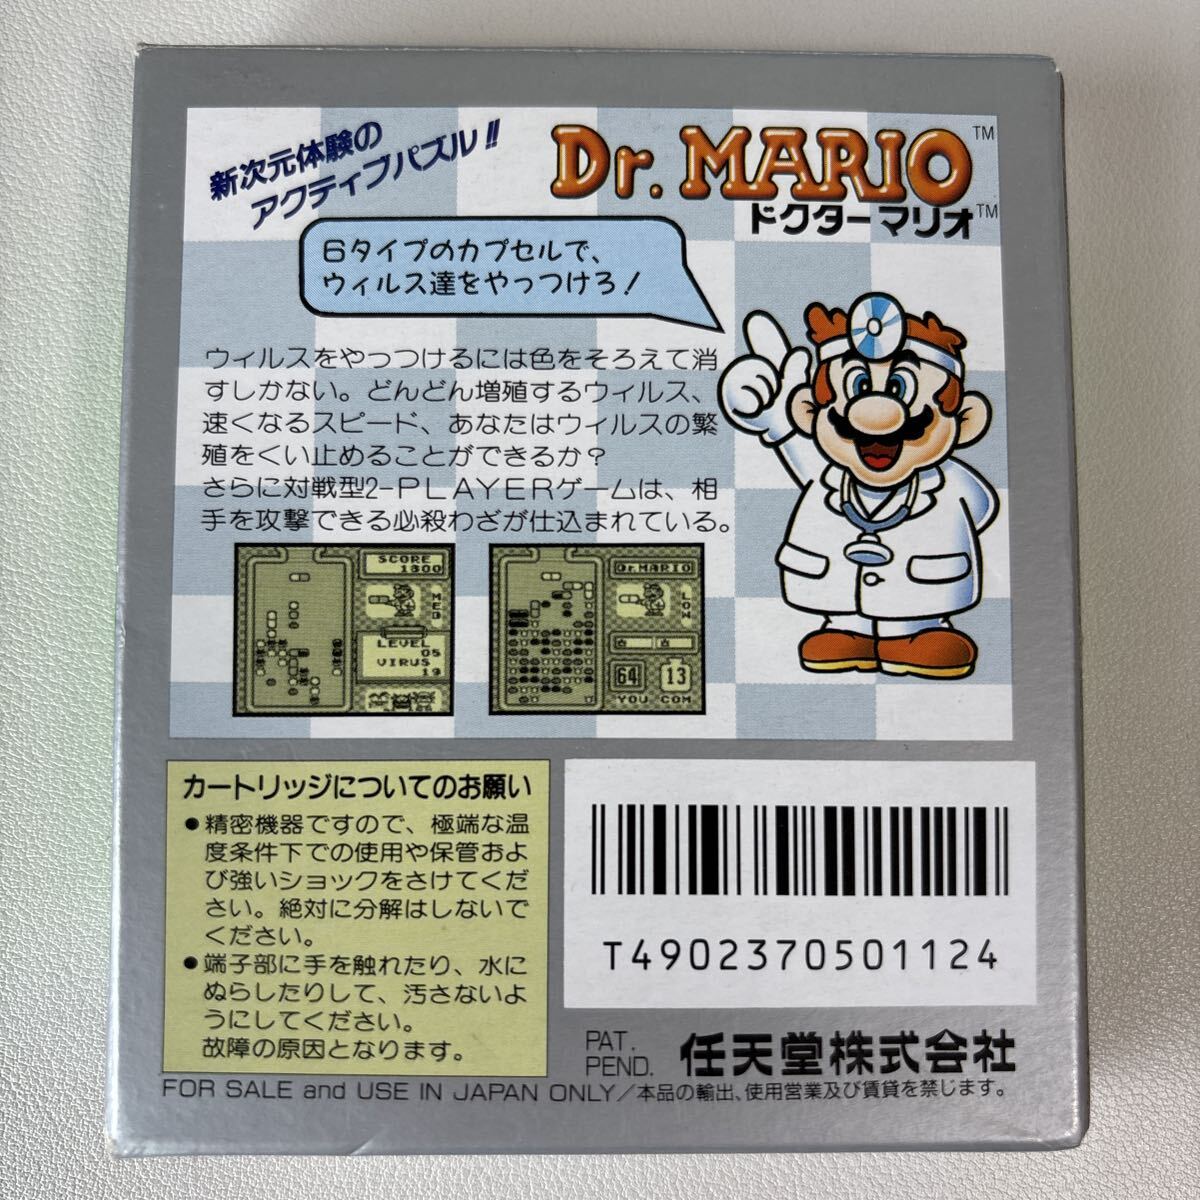 新次元体験の
アクティブパズル!!
Dr. MARIO™
ドクターマリオ™
6タイプのカプセルで、
ウィルス達をやっつけろ!
ウィルスをやっつけるには色をそろえて消
すしかない。どんどん増殖するウィルス、
速くなるスピード、あなたはウィルスの繁
殖をくい止めることができるか?
さらに対戦型2-PLAYERゲームは、相
手を攻撃できる必殺わざが仕込まれている。
SCORE
1300
MED
LEVEL
05
VIRUS
19
Dr.MARIO
LOW
64 13
YOU COM
カートリッジについてのお願い
●精密機器ですので、極端な温
度条件下での使用や保管およ
び強いショックをさけてくだ
さい。絶対に分解はしないで
ください。
●端子部に手を触れたり、水に
ぬらしたりして、汚さないよ
うにしてください。
故障の原因となります。
T4902370501124
PAT.
PEND.
任天堂株式会社
FOR SALE and USE IN JAPAN ONLY/本品の輸出、使用営業及び賃貸を禁じます。